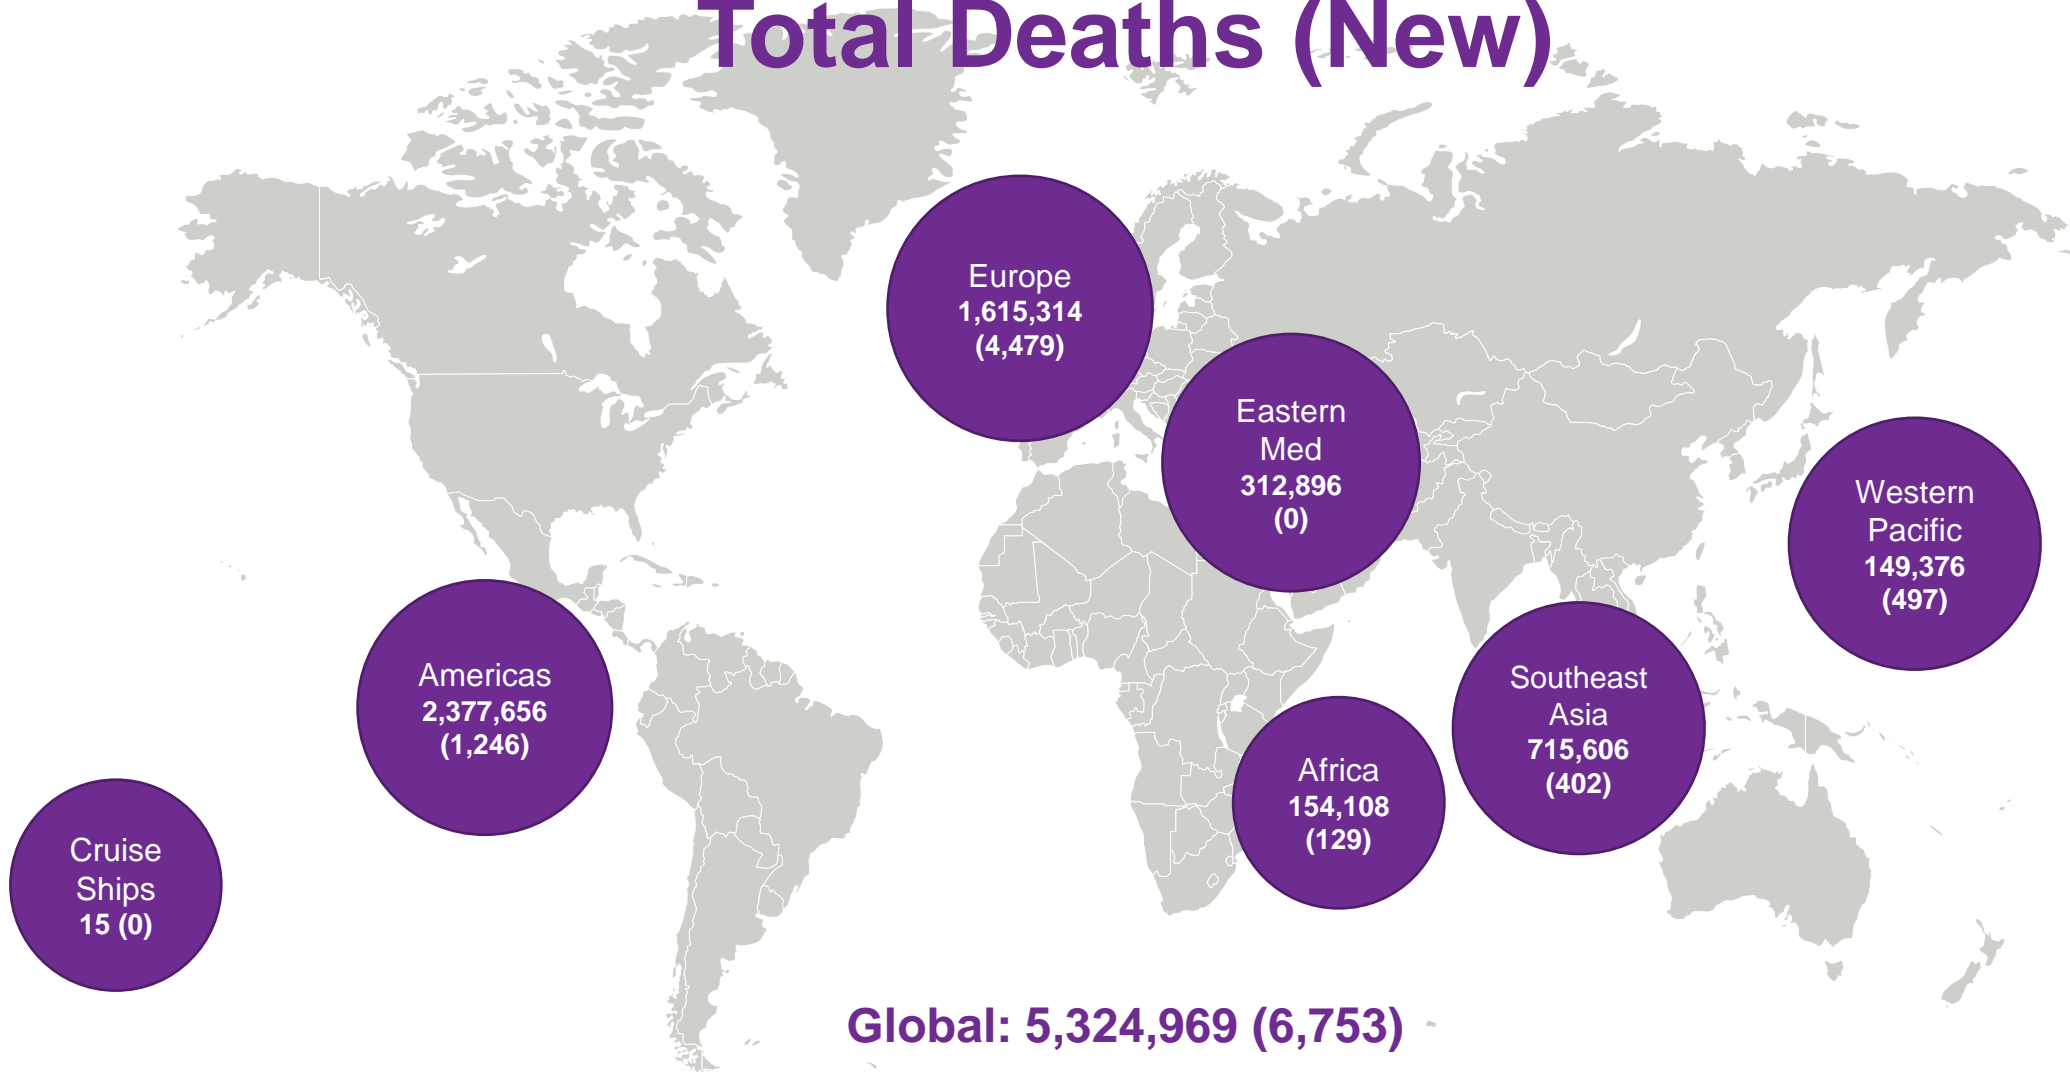 Total Deaths (New)
Europe
1,615,314
(4,479)
Eastern
Med
312,896
(0)
Western
Pacific
149,376
(497)
Americas
2,377,656
(1,246)
Southeast
Asia
715,606
(402)
Africa
154,108
(129)
Cruise
Ships
15 (0)
Global: 5,324,969 (6,753)